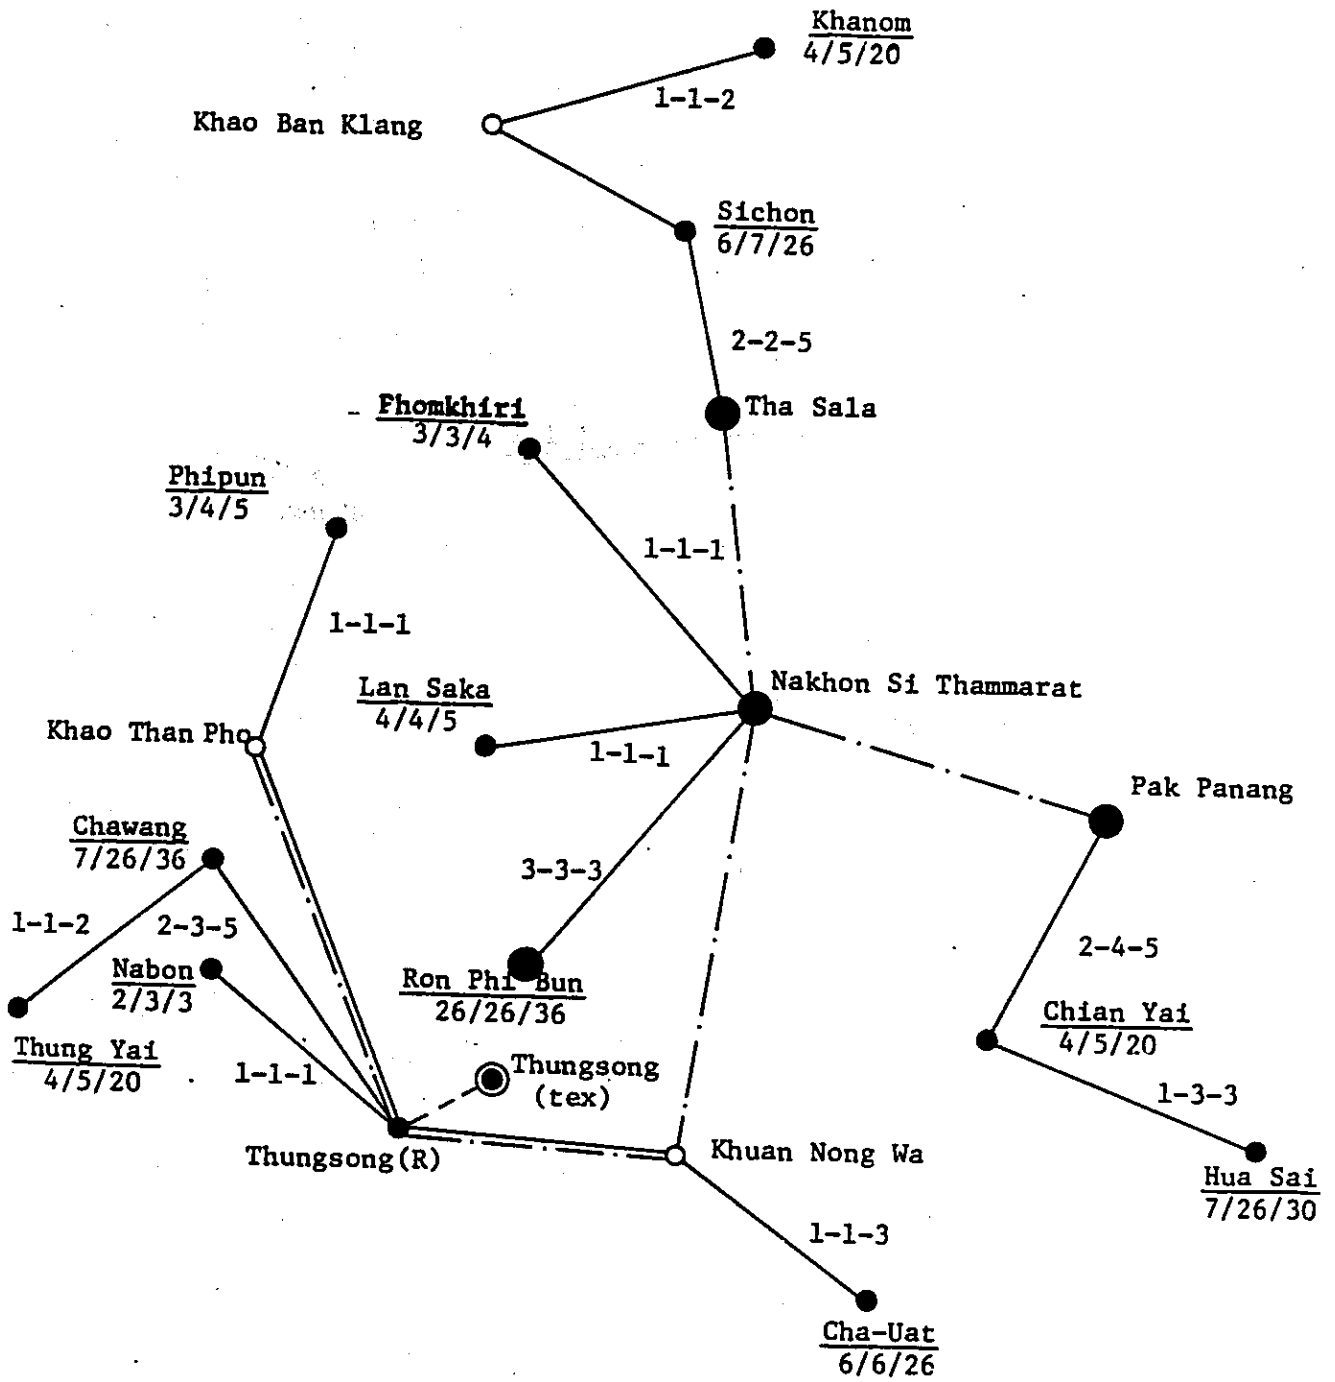 Khanom
4/5/20
1-1-2
Khao Ban Klang
Sichon
6/7/26
2-2-5
Tha Sala
Phomkhiri
3/3/4
Phipun
3/4/5
1-1-1
1-1-1
Nakhon Si Thammarat
Lan Saka
4/4/5
1-1-1
Khao Than Pho
Pak Panang
Chawang
7/26/36
3-3-3
1-1-2
2-3-5
2-4-5
Nabon
2/3/3
Ron Phi Bun
26/26/36
Chian Yai
4/5/20
Thung Yai
4/5/20
1-1-1
Thungsong
(tex)
1-3-3
Thungsong(R)
Khuan Nong Wa
Hua Sai
7/26/30
1-1-3
Cha-Uat
6/6/26